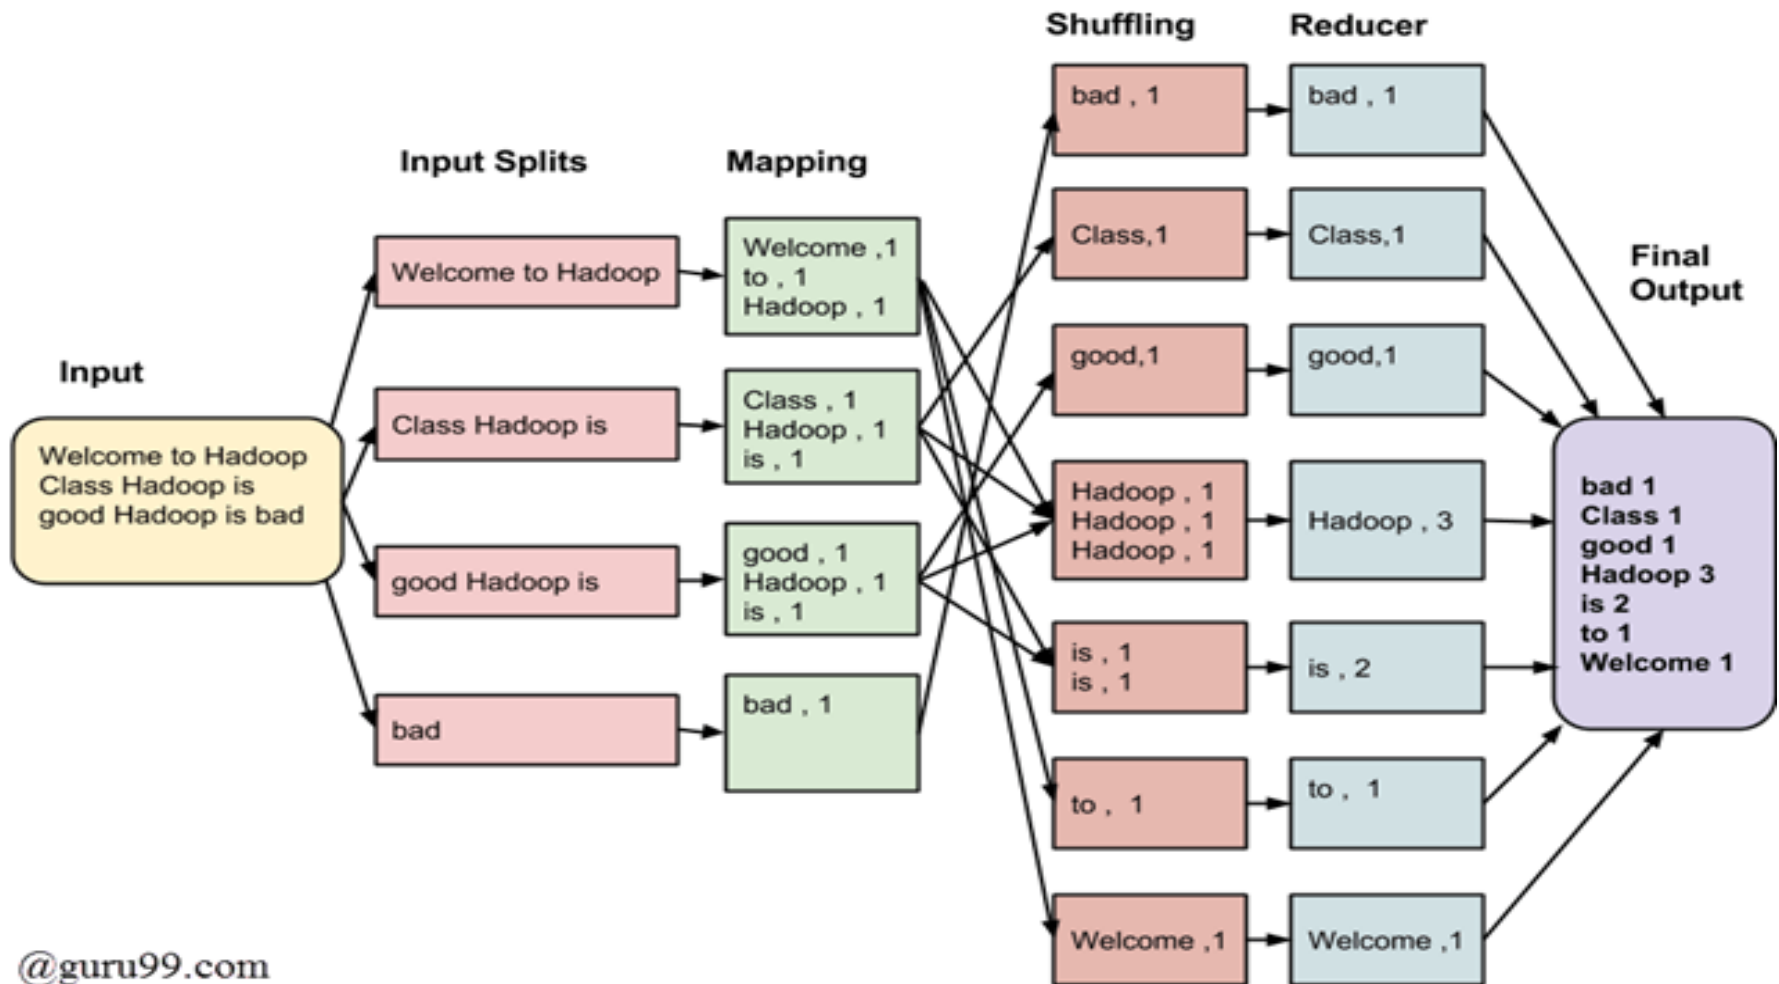 Input
Welcome to Hadoop
Class Hadoop is
good Hadoop is bad
Input Splits
Welcome to Hadoop
Class Hadoop is
good Hadoop is
bad
Mapping
Welcome ,1
to , 1
Hadoop , 1
Class , 1
Hadoop , 1
is , 1
good , 1
Hadoop , 1
is , 1
bad , 1
Shuffling
bad , 1
Class,1
good,1
Hadoop , 1
Hadoop , 1
Hadoop , 1
is , 1
is , 1
to , 1
Welcome ,1
Reducer
bad , 1
Class,1
good,1
Hadoop , 3
is , 2
to , 1
Welcome ,1
Final
Output
bad 1
Class 1
good 1
Hadoop 3
is 2
to 1
Welcome 1
@guru99.com